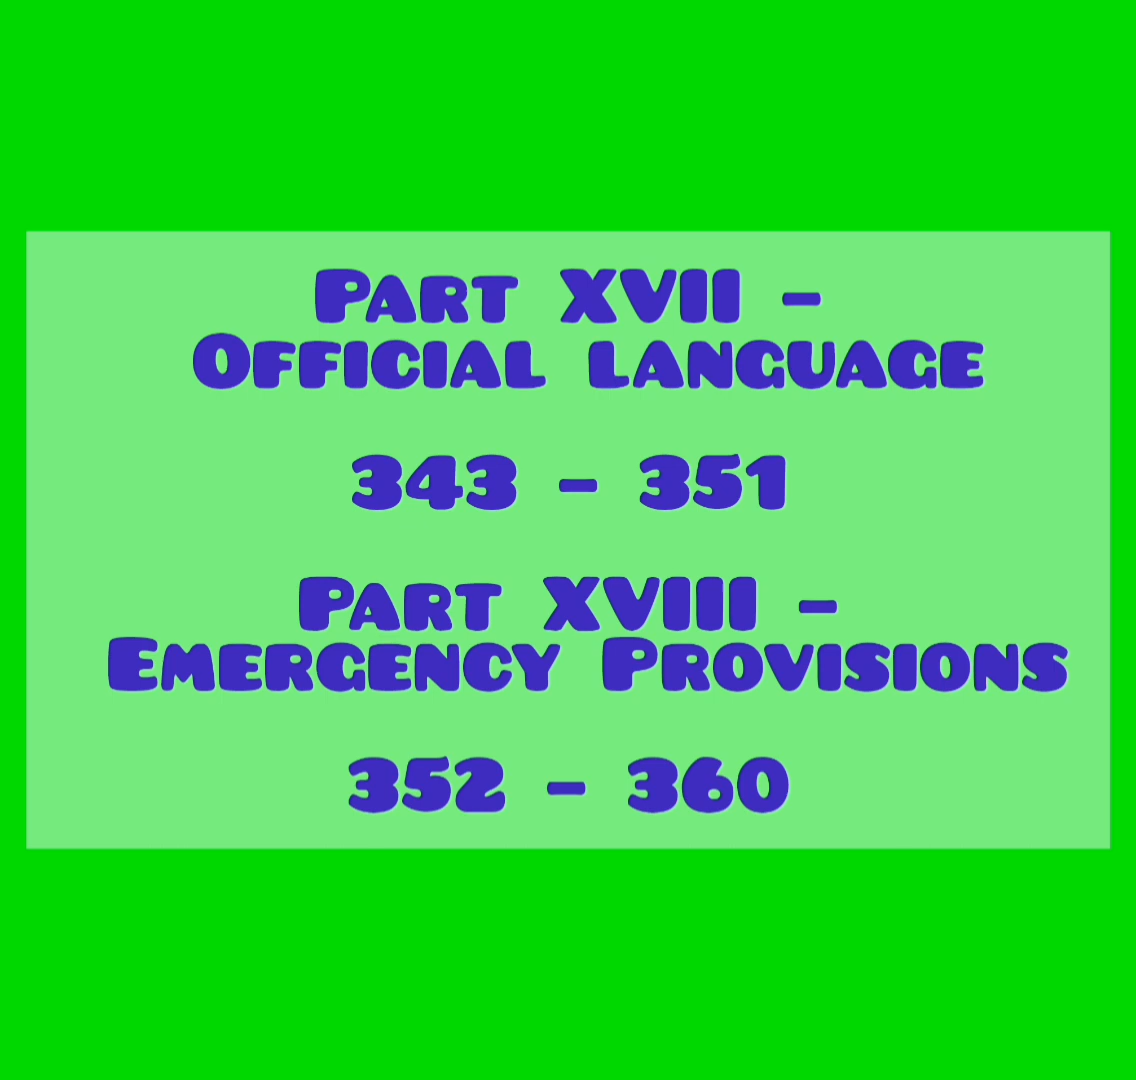 Part XVII -
Official language
343 - 351
Part XVIII -
Emergency Provisions
352 - 360